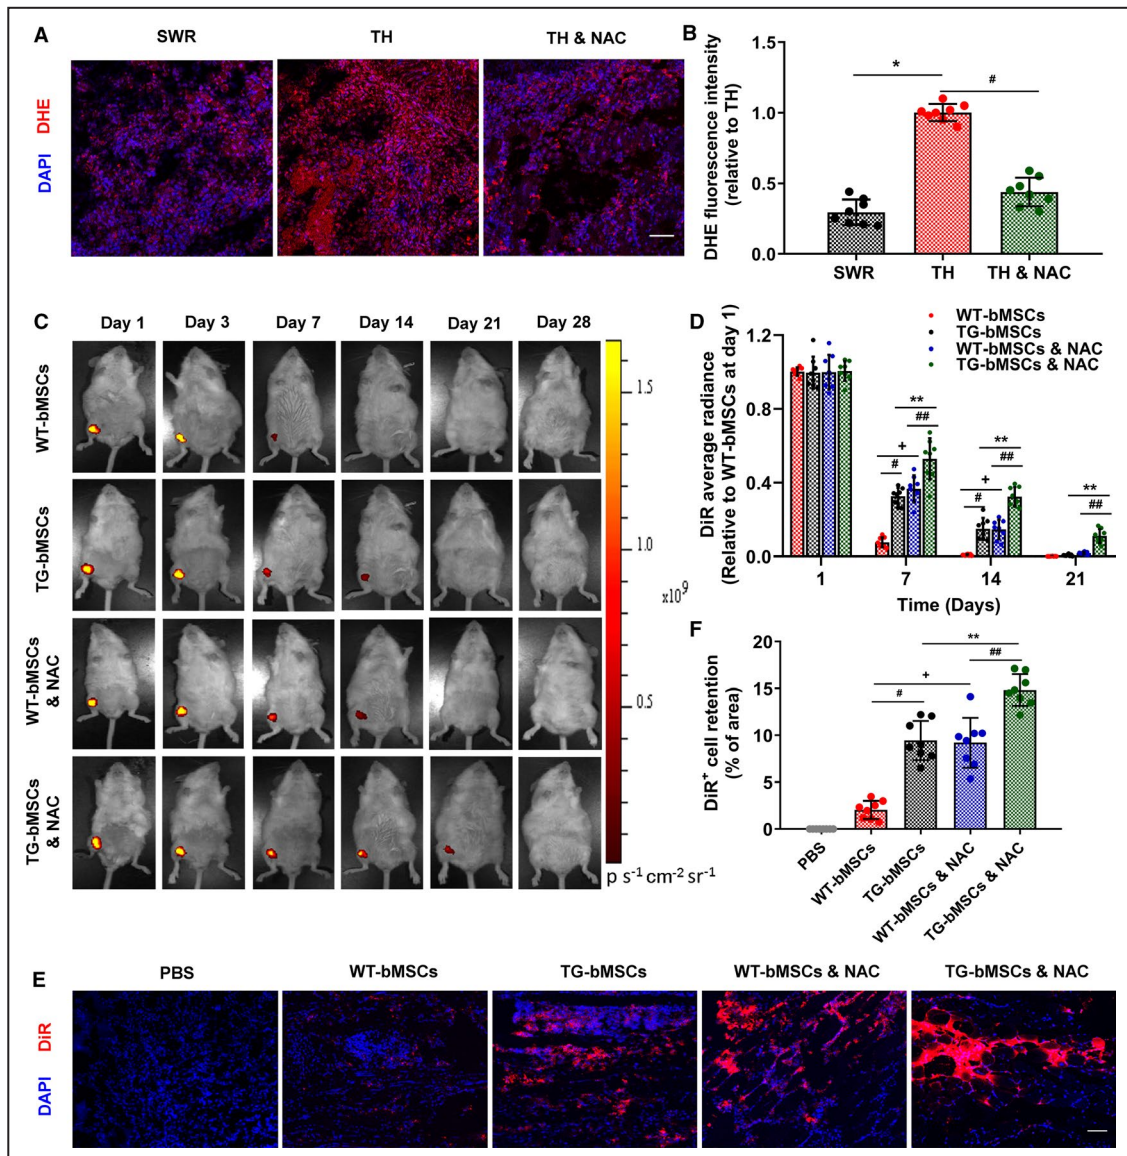 A
SWR
TH
TH & NAC
DAPI DHE
B
DHE fluorescence intensity
(relative to TH)
1.5
1.0
0.5
0.0
*
#
SWR
TH
TH & NAC
C
Day 1
Day 3
Day 7
Day 14
Day 21
Day 28
WT-bMSCs
TG-bMSCs
WT-bMSCs
& NAC
TG-bMSCs
& NAC
1.5
1.0
x10⁹
0.5
p s⁻¹ cm⁻² sr⁻¹
D
WT-bMSCs
TG-bMSCs
WT-bMSCs & NAC
TG-bMSCs & NAC
DiR average radiance
(Relative to WT-bMSCs at day 1)
1.2
0.8
0.4
0.0
**
##
+
#
**
##
+
#
**
##
1
7
14
21
Time (Days)
F
DiR⁺ cell retention
(% of area)
20
15
10
5
0
**
##
+
#
PBS
WT-bMSCs
TG-bMSCs
WT-bMSCs & NAC
TG-bMSCs & NAC
E
PBS
WT-bMSCs
TG-bMSCs
WT-bMSCs & NAC
TG-bMSCs & NAC
DAPI DiR